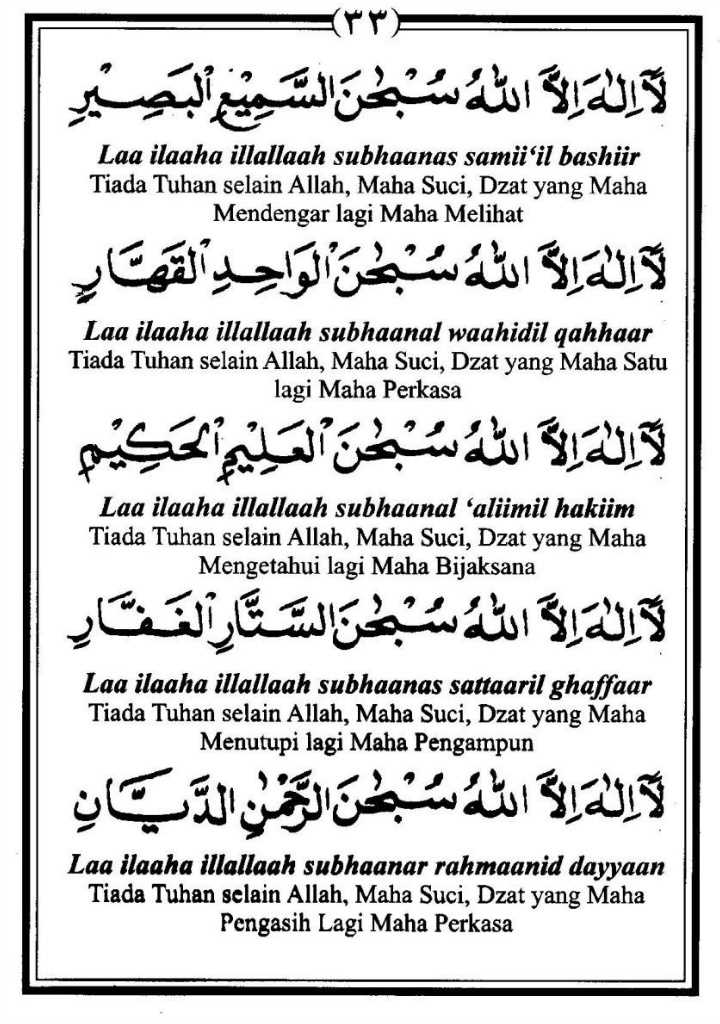 (٣٣)
لَآ اِلٰهَ اِلَّا اللّٰهُ سُبْحٰنَ السَّمِيْعِ الْبَصِيْرِ
Laa ilaaha illallaah subhaanas samii‘il bashiir
Tiada Tuhan selain Allah, Maha Suci, Dzat yang Maha
Mendengar lagi Maha Melihat
لَآ اِلٰهَ اِلَّا اللّٰهُ سُبْحٰنَ الْوَاحِدِ الْقَهَّارِ
Laa ilaaha illallaah subhaanal waahidil qahhaar
Tiada Tuhan selain Allah, Maha Suci, Dzat yang Maha Satu
lagi Maha Perkasa
لَآ اِلٰهَ اِلَّا اللّٰهُ سُبْحٰنَ الْعَلِيْمِ الْحَكِيْمِ
Laa ilaaha illallaah subhaanal ‘aliimil hakiim
Tiada Tuhan selain Allah, Maha Suci, Dzat yang Maha
Mengetahui lagi Maha Bijaksana
لَآ اِلٰهَ اِلَّا اللّٰهُ سُبْحٰنَ السَّتَّارِ الْغَفَّارِ
Laa ilaaha illallaah subhaanas sattaaril ghaffaar
Tiada Tuhan selain Allah, Maha Suci, Dzat yang Maha
Menutupi lagi Maha Pengampun
لَآ اِلٰهَ اِلَّا اللّٰهُ سُبْحٰنَ الرَّحْمٰنِ الدَّيَّانِ
Laa ilaaha illallaah subhaanar rahmaanid dayyaan
Tiada Tuhan selain Allah, Maha Suci, Dzat yang Maha
Pengasih Lagi Maha Perkasa